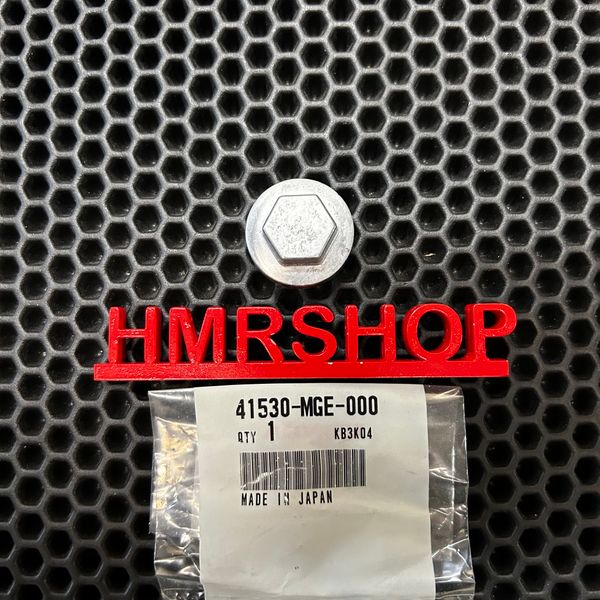 HMRSHOP
41530-MGE-000
QTY 1 KB3K04
MADE IN JAPAN